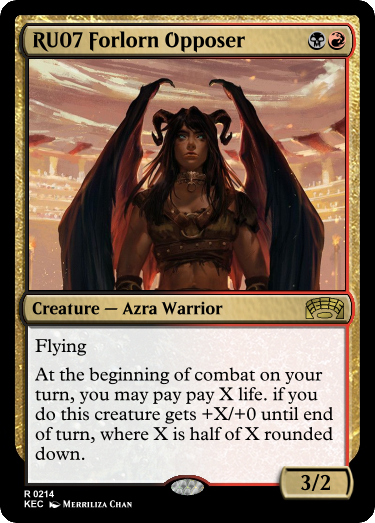 RU07 Forlorn Opposer
Creature — Azra Warrior
Flying
At the beginning of combat on your
turn, you may pay pay X life. if you
do this creature gets +X/+0 until end
of turn, where X is half of X rounded
down.
3/2
R 0214
KEC Merriliza Chan